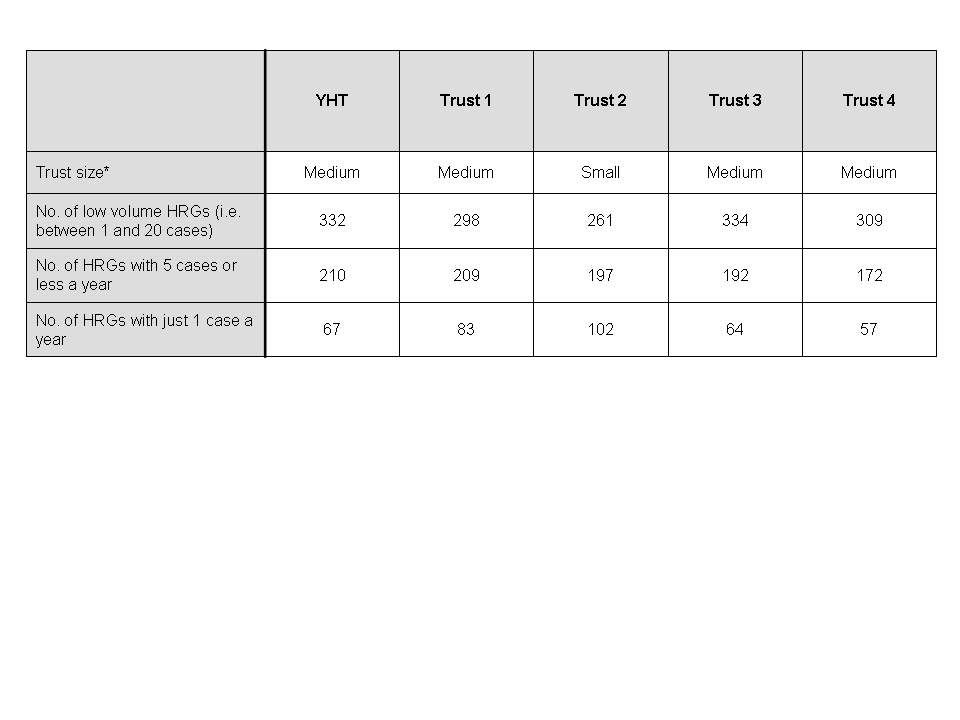 YHT Trust 1 Trust 2 Trust 3 Trust 4
Trust size* Medium Medium Small Medium Medium
No. of low volume HRGs (i.e.
between 1 and 20 cases) 332 298 261 334 309
No. of HRGs with 5 cases or
less a year 210 209 197 192 172
No. of HRGs with just 1 case a
year 67 83 102 64 57